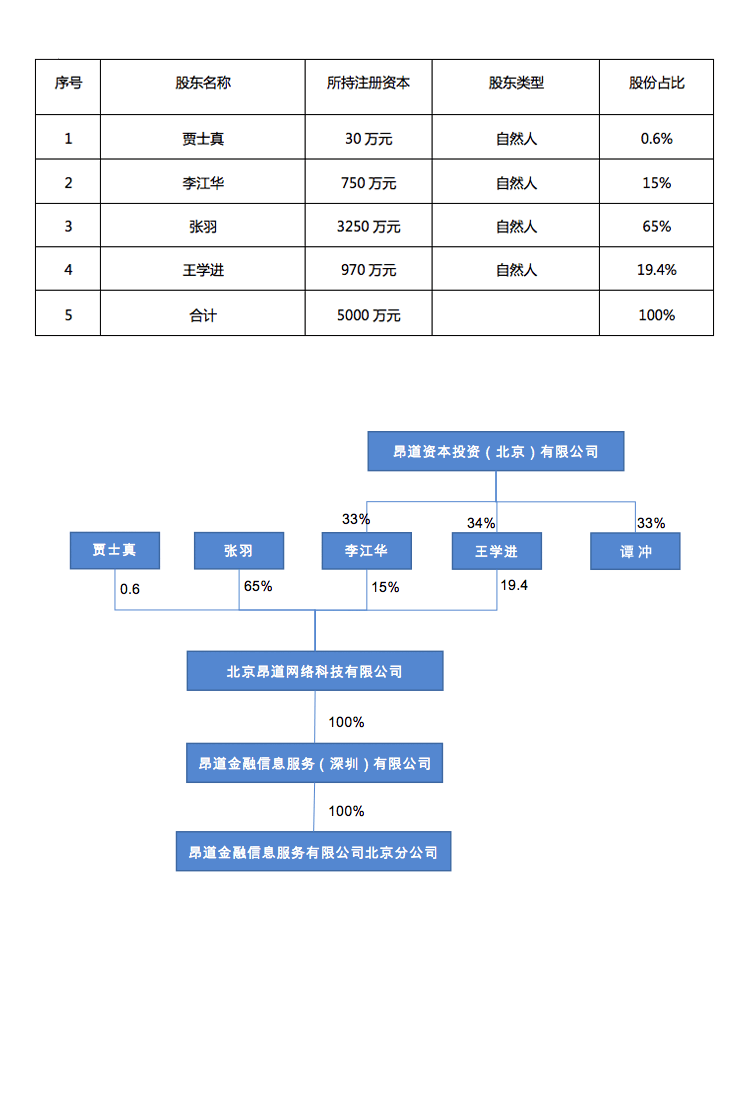 序号 股东名称 所持注册资本 股东类型 股份占比
1 贾士真 30 万元 自然人 0.6%
2 李江华 750 万元 自然人 15%
3 张羽 3250 万元 自然人 65%
4 王学进 970 万元 自然人 19.4%
5 合计 5000 万元 100%
昂道资本投资（北京）有限公司
33% 34% 33%
贾士真 张羽 李江华 王学进 谭 冲
0.6 65% 15% 19.4
北京昂道网络科技有限公司
100%
昂道金融信息服务（深圳）有限公司
100%
昂道金融信息服务有限公司北京分公司